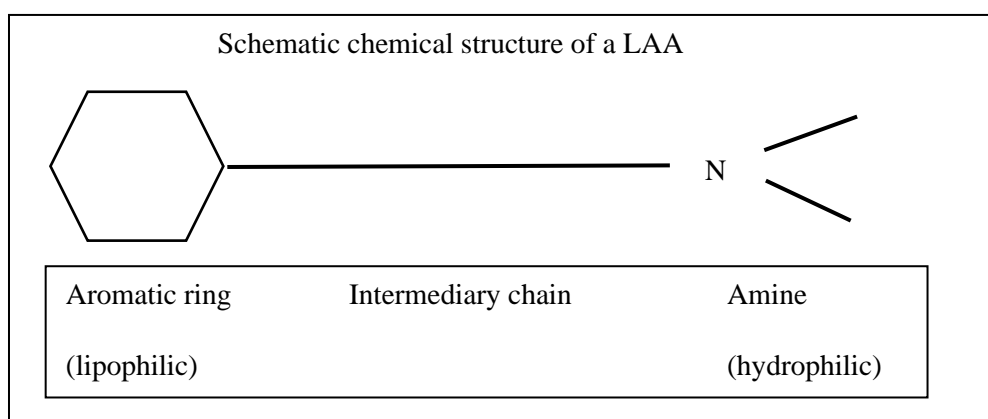 Schematic chemical structure of a LAA
N
Aromatic ring Intermediary chain Amine
(lipophilic) (hydrophilic)